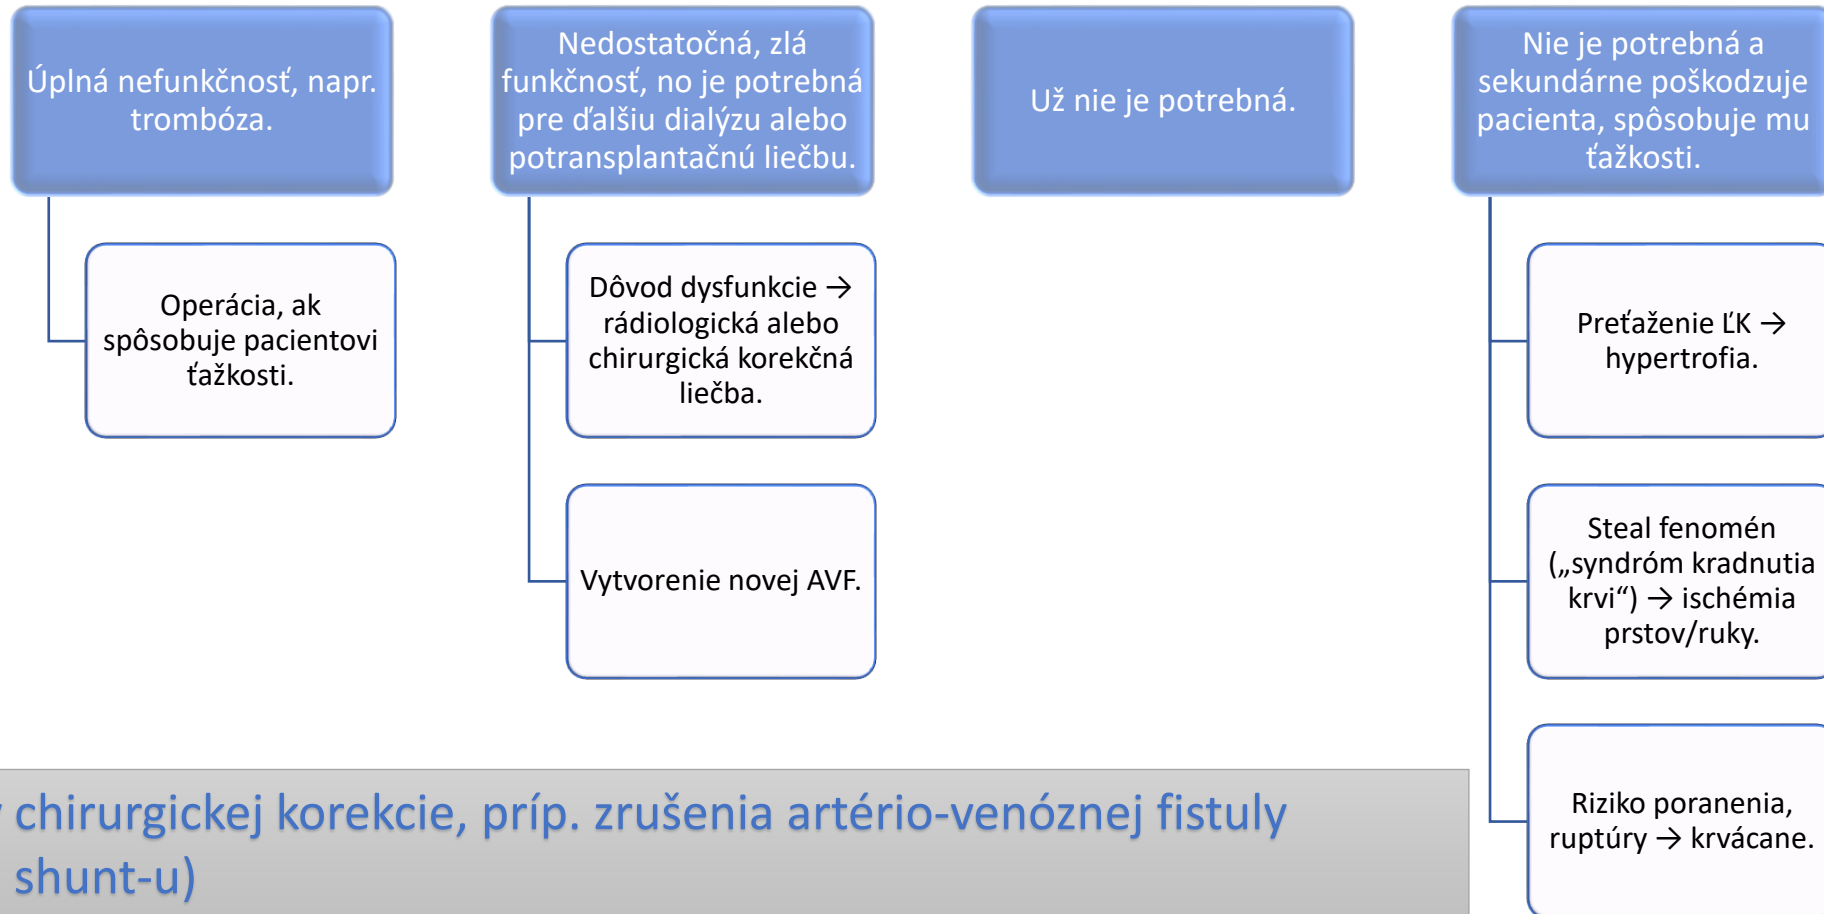 Úplná nefunkčnosť, napr.
trombóza.
Operácia, ak
spôsobuje pacientovi
ťažkosti.
Nedostatočná, zlá
funkčnosť, no je potrebná
pre ďalšiu dialýzu alebo
potransplantačnú liečbu.
Dôvod dysfunkcie →
rádiologická alebo
chirurgická korekčná
liečba.
Vytvorenie novej AVF.
Už nie je potrebná.
Nie je potrebná a
sekundárne poškodzuje
pacienta, spôsobuje mu
ťažkosti.
Preťaženie ĽK →
hypertrofia.
Steal fenomén
(„syndróm kradnutia
krvi“) → ischémia
prstov/ruky.
Riziko poranenia,
ruptúry → krvácane.
chirurgickej korekcie, príp. zrušenia artério-venóznej fistuly
shunt-u)